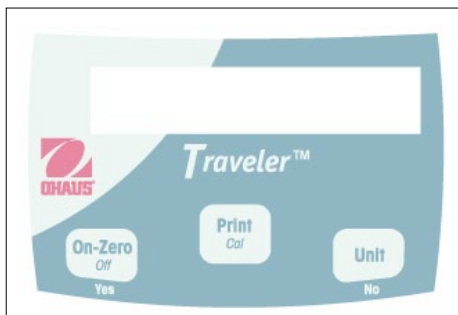 Traveler™
OHAUS®
Print
Cal
On-Zero
Off
Unit
Yes
No